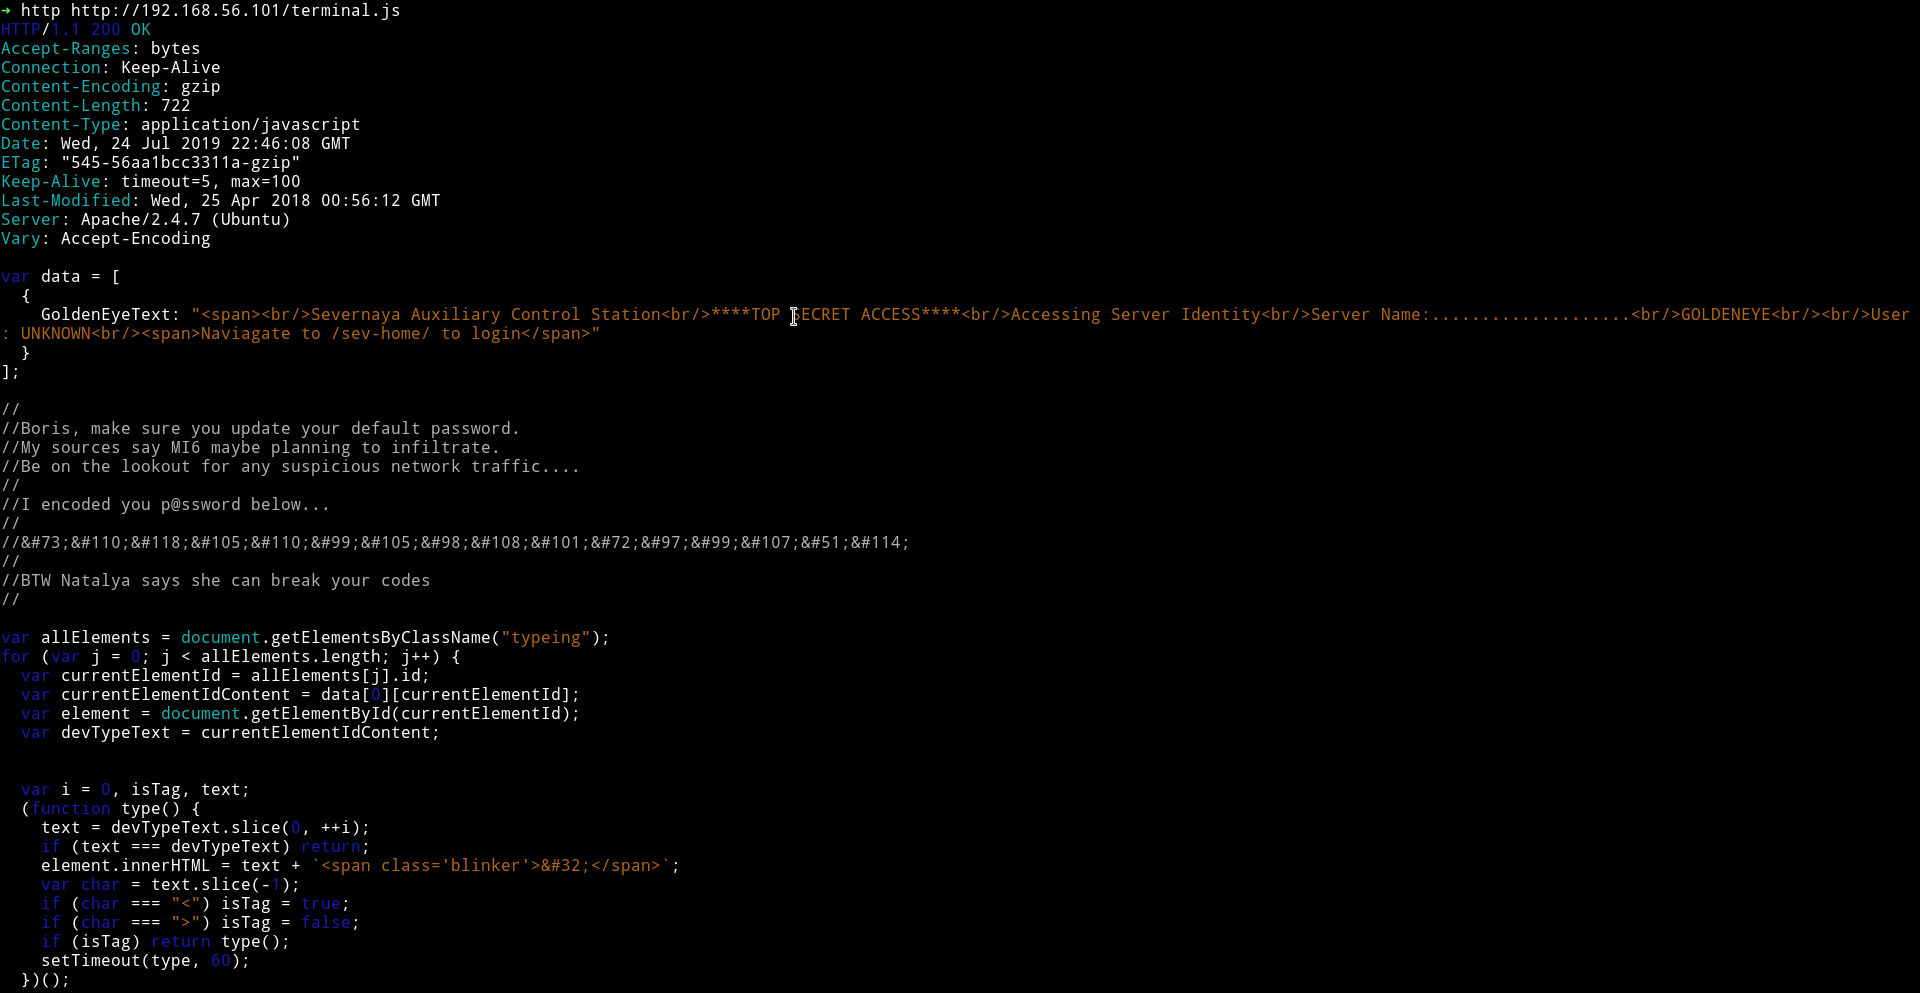 → http http://192.168.56.101/terminal.js
HTTP/1.1 200 OK
Accept-Ranges: bytes
Connection: Keep-Alive
Content-Encoding: gzip
Content-Length: 722
Content-Type: application/javascript
Date: Wed, 24 Jul 2019 22:46:08 GMT
ETag: "545-56aa1bcc3311a-gzip"
Keep-Alive: timeout=5, max=100
Last-Modified: Wed, 25 Apr 2018 00:56:12 GMT
Server: Apache/2.4.7 (Ubuntu)
Vary: Accept-Encoding

var data = [
  {
    GoldenEyeText: "<span><br/>Severnaya Auxiliary Control Station<br/>****TOP SECRET ACCESS****<br/>Accessing Server Identity<br/>Server Name:....................<br/>GOLDENEYE<br/><br/>User
: UNKNOWN<br/><span>Naviagate to /sev-home/ to login</span>"
  }
];

//
//Boris, make sure you update your default password.
//My sources say MI6 maybe planning to infiltrate.
//Be on the lookout for any suspicious network traffic....
//
//I encoded you p@ssword below...
//
//&#73;&#110;&#118;&#105;&#110;&#99;&#105;&#98;&#108;&#101;&#72;&#97;&#99;&#107;&#51;&#114;
//
//BTW Natalya says she can break your codes
//

var allElements = document.getElementsByClassName("typeing");
for (var j = 0; j < allElements.length; j++) {
  var currentElementId = allElements[j].id;
  var currentElementIdContent = data[0][currentElementId];
  var element = document.getElementById(currentElementId);
  var devTypeText = currentElementIdContent;


  var i = 0, isTag, text;
  (function type() {
    text = devTypeText.slice(0, ++i);
    if (text === devTypeText) return;
    element.innerHTML = text + `<span class='blinker'>&#32;</span>`;
    var char = text.slice(-1);
    if (char === "<") isTag = true;
    if (char === ">") isTag = false;
    if (isTag) return type();
    setTimeout(type, 60);
  })();